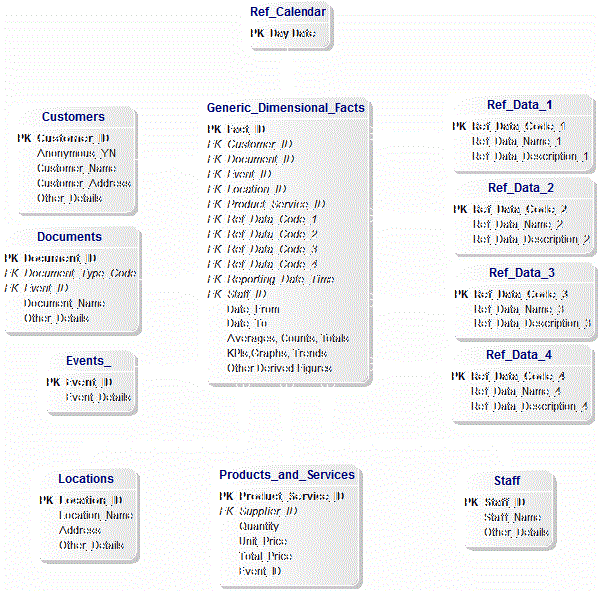 Ref_Calendar
PK Day Date
Customers
PK Customer_ID
Anonymous_YN
Customer_Name
Customer_Address
Other_Details
Documents
PK Document_ID
FK Document_Type_Code
FK Event_ID
Document_Name
Other_Details
Events_
PK Event_ID
Event_Details
Locations
PK Location_ID
Location_Name
Address
Other_Details
Generic_Dimensional_Facts
PK Fact_ID
FK Customer_ID
FK Document_ID
FK Event_ID
FK Location_ID
FK Product_Service_ID
FK Ref_Data_Code_1
FK Ref_Data_Code_2
FK Ref_Data_Code_3
FK Ref_Data_Code_4
FK Reporting_Date_Time
FK Staff_ID
Date_From
Date_To
Averages, Counts, Totals
KPIs,Graphs, Trends
Other Derived Figures
Products_and_Services
PK Product_Service_ID
FK Supplier_ID
Quantity
Unit_Price
Total_Price
Event_ID
Ref_Data_1
PK Ref_Data_Code_1
Ref_Data_Name_1
Ref_Data_Description_1
Ref_Data_2
PK Ref_Data_Code_2
Ref_Data_Name_2
Ref_Data_Description_2
Ref_Data_3
PK Ref_Data_Code_3
Ref_Data_Name_3
Ref_Data_Description_3
Ref_Data_4
PK Ref_Data_Code_4
Ref_Data_Name_4
Ref_Data_Description_4
Staff
PK Staff_ID
Staff_Name
Other_Details